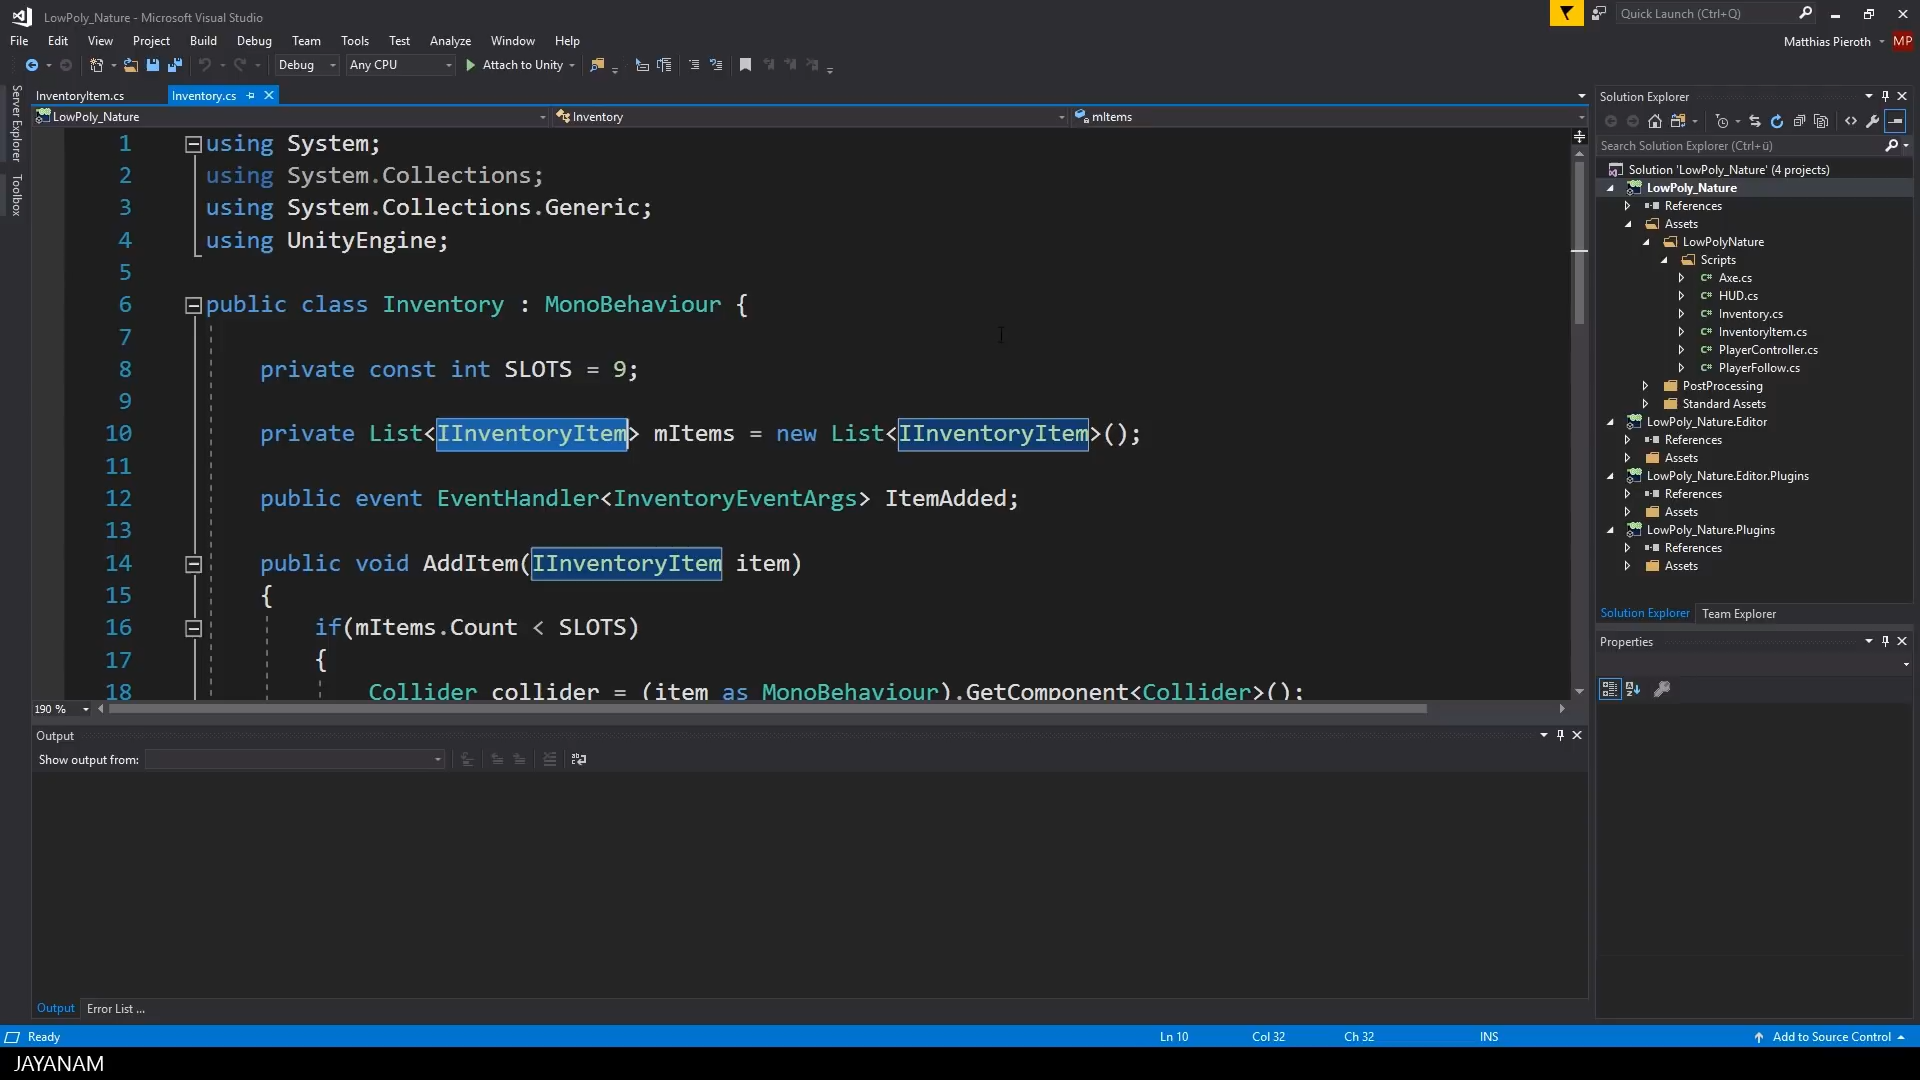 LowPoly_Nature - Microsoft Visual Studio
Quick Launch (Ctrl+Q)
File Edit View Project Build Debug Team Tools Test Analyze Window Help
Matthias Pieroth MP
Debug Any CPU Attach to Unity
Server Explorer
Toolbox
InventoryItem.cs Inventory.cs
LowPoly_Nature Inventory mItems
1 using System;
2 using System.Collections;
3 using System.Collections.Generic;
4 using UnityEngine;
5
6 public class Inventory : MonoBehaviour {
7
8 private const int SLOTS = 9;
9
10 private List<IInventoryItem> mItems = new List<IInventoryItem>();
11
12 public event EventHandler<InventoryEventArgs> ItemAdded;
13
14 public void AddItem(IInventoryItem item)
15 {
16 if(mItems.Count < SLOTS)
17 {
18 Collider collider = (item as MonoBehaviour).GetComponent<Collider>();
190 %
Output
Show output from:
Output Error List ...
Solution Explorer
Search Solution Explorer (Ctrl+ü)
Solution 'LowPoly_Nature' (4 projects)
LowPoly_Nature
References
Assets
LowPolyNature
Scripts
C# Axe.cs
C# HUD.cs
C# Inventory.cs
C# InventoryItem.cs
C# PlayerController.cs
C# PlayerFollow.cs
PostProcessing
Standard Assets
LowPoly_Nature.Editor
References
Assets
LowPoly_Nature.Editor.Plugins
References
Assets
LowPoly_Nature.Plugins
References
Assets
Solution Explorer Team Explorer
Properties
Ready Ln 10 Col 32 Ch 32 INS Add to Source Control
JAYANAM